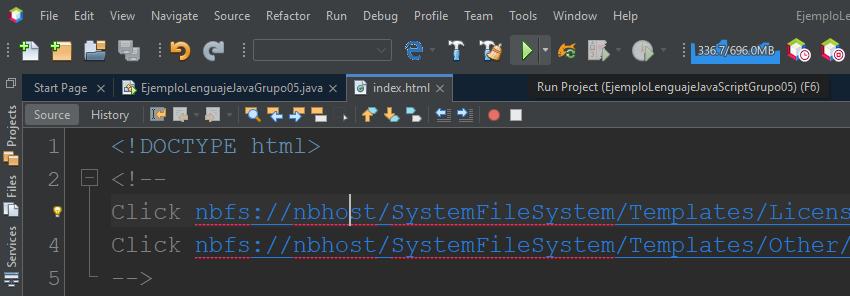 File Edit View Navigate Source Refactor Run Debug Profile Team Tools Window Help EjemploLe
336.7/696.0MB
Start Page EjemploLenguajeJavaGrupo05.java index.html
Run Project (EjemploLenguajeJavaScriptGrupo05) (F6)
Source History
Projects
Files
Services
1 <!DOCTYPE html>
2 <!--
Click nbfs://nbhost/SystemFileSystem/Templates/Licens
4 Click nbfs://nbhost/SystemFileSystem/Templates/Other/
5 -->